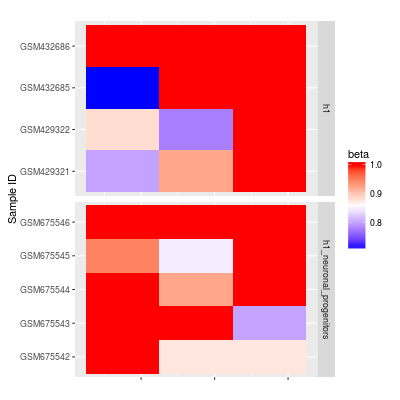 GSM432686
GSM432685
GSM429322
GSM429321
h1
GSM675546
GSM675545
GSM675544
GSM675543
GSM675542
h1_neuronal_progenitors
Sample ID
beta
1.0
0.9
0.8